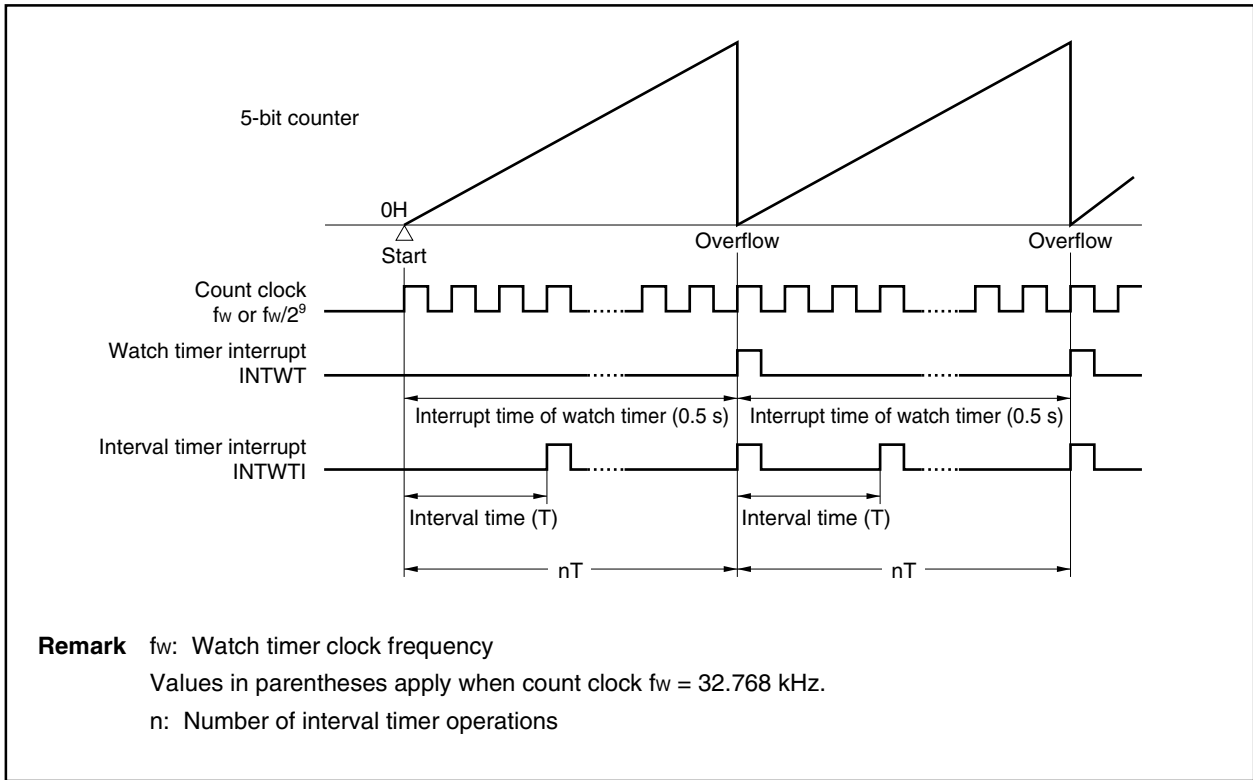 5-bit counter
0H
Start
Overflow
Overflow
Count clock
fw or fw/2⁹
Watch timer interrupt
INTWT
Interrupt time of watch timer (0.5 s)
Interrupt time of watch timer (0.5 s)
Interval timer interrupt
INTWTI
Interval time (T)
Interval time (T)
nT
nT
Remark fw: Watch timer clock frequency
Values in parentheses apply when count clock fw = 32.768 kHz.
n: Number of interval timer operations